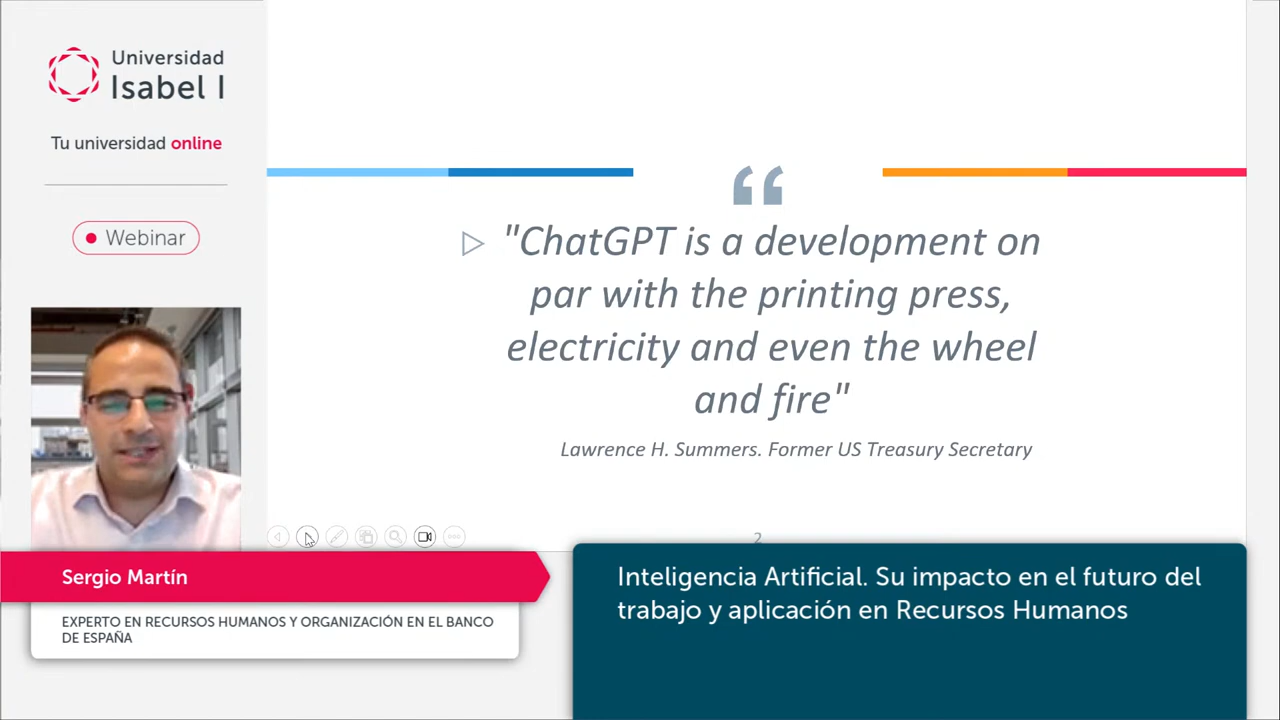 Universidad
Isabel I
Tu universidad online
Webinar
"ChatGPT is a development on
par with the printing press,
electricity and even the wheel
and fire"
Lawrence H. Summers. Former US Treasury Secretary
2
Sergio Martín
EXPERTO EN RECURSOS HUMANOS Y ORGANIZACIÓN EN EL BANCO
DE ESPAÑA
Inteligencia Artificial. Su impacto en el futuro del
trabajo y aplicación en Recursos Humanos